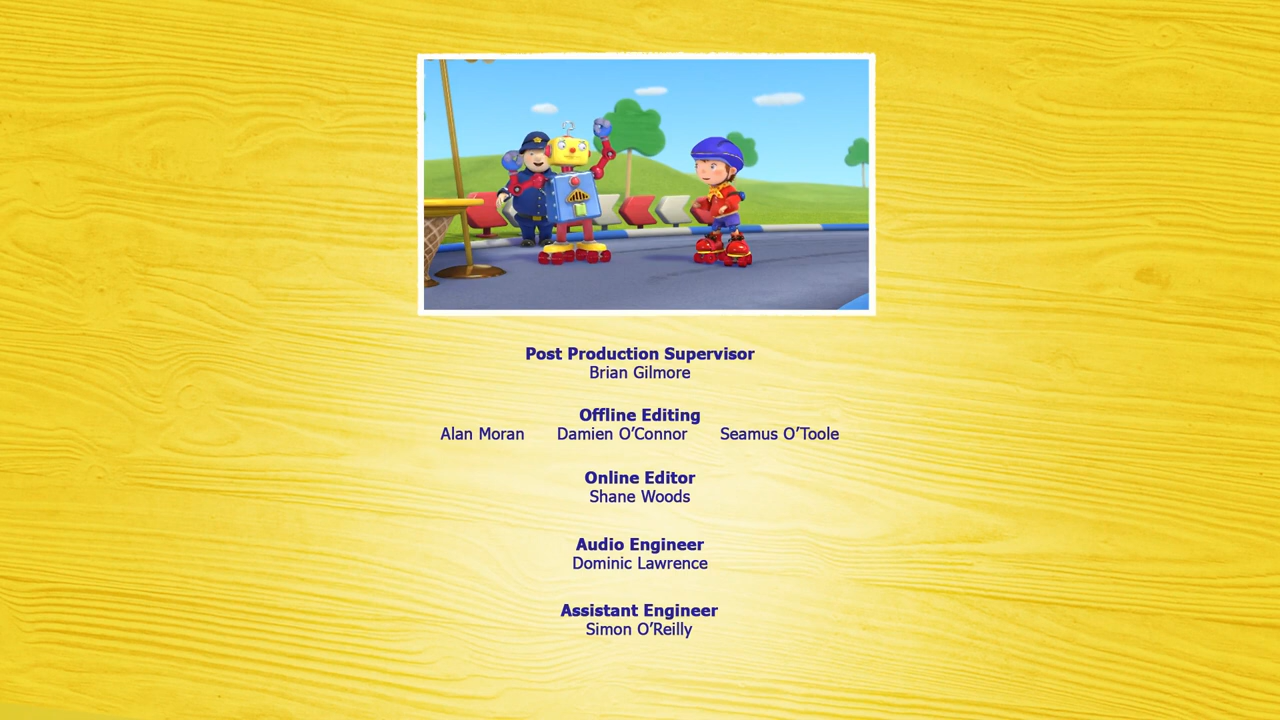 Post Production Supervisor
Brian Gilmore
Offline Editing
Alan Moran Damien O’Connor Seamus O’Toole
Online Editor
Shane Woods
Audio Engineer
Dominic Lawrence
Assistant Engineer
Simon O’Reilly